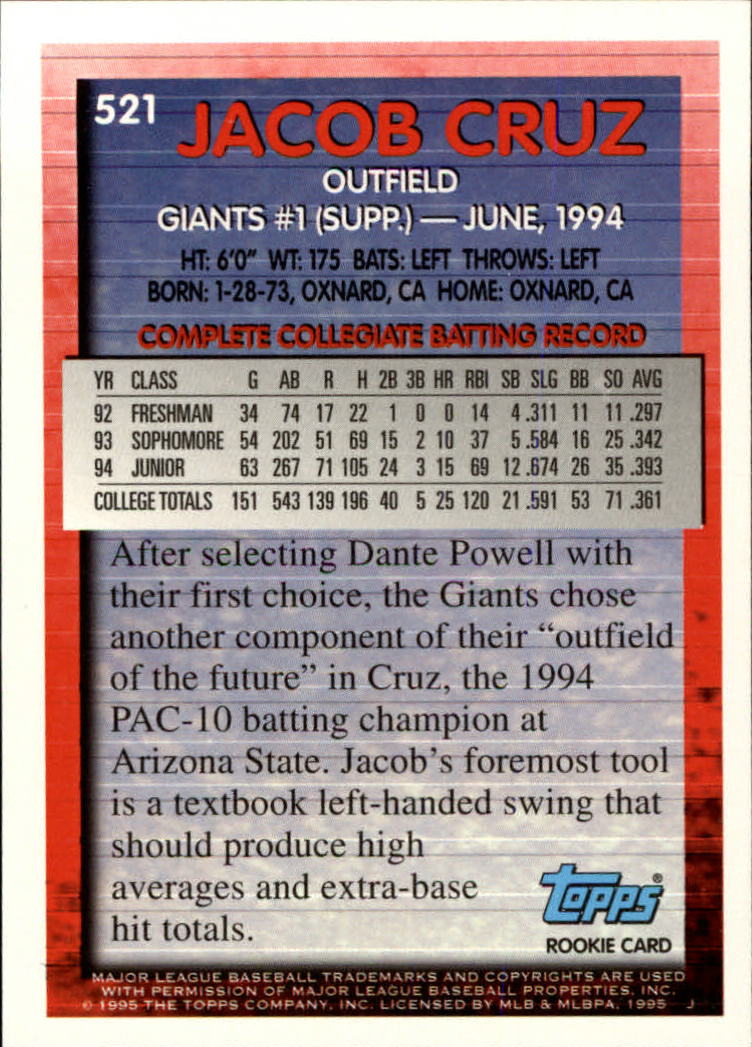 521
JACOB CRUZ
OUTFIELD
GIANTS #1 (SUPP.) — JUNE, 1994
HT: 6'0" WT: 175 BATS: LEFT THROWS: LEFT
BORN: 1-28-73, OXNARD, CA HOME: OXNARD, CA
COMPLETE COLLEGIATE BATTING RECORD
YR CLASS G AB R H 2B 3B HR RBI SB SLG BB SO AVG
92 FRESHMAN 34 74 17 22 1 0 0 14 4 .311 11 11 .297
93 SOPHOMORE 54 202 51 69 15 2 10 37 5 .584 16 25 .342
94 JUNIOR 63 267 71 105 24 3 15 69 12 .674 26 35 .393
COLLEGE TOTALS 151 543 139 196 40 5 25 120 21 .591 53 71 .361
After selecting Dante Powell with
their first choice, the Giants chose
another component of their “outfield
of the future” in Cruz, the 1994
PAC-10 batting champion at
Arizona State. Jacob’s foremost tool
is a textbook left-handed swing that
should produce high
averages and extra-base
hit totals.
topps®
ROOKIE CARD
MAJOR LEAGUE BASEBALL TRADEMARKS AND COPYRIGHTS ARE USED
WITH PERMISSION OF MAJOR LEAGUE BASEBALL PROPERTIES, INC.
© 1995 THE TOPPS COMPANY, INC. LICENSED BY MLB & MLBPA, 1995 J